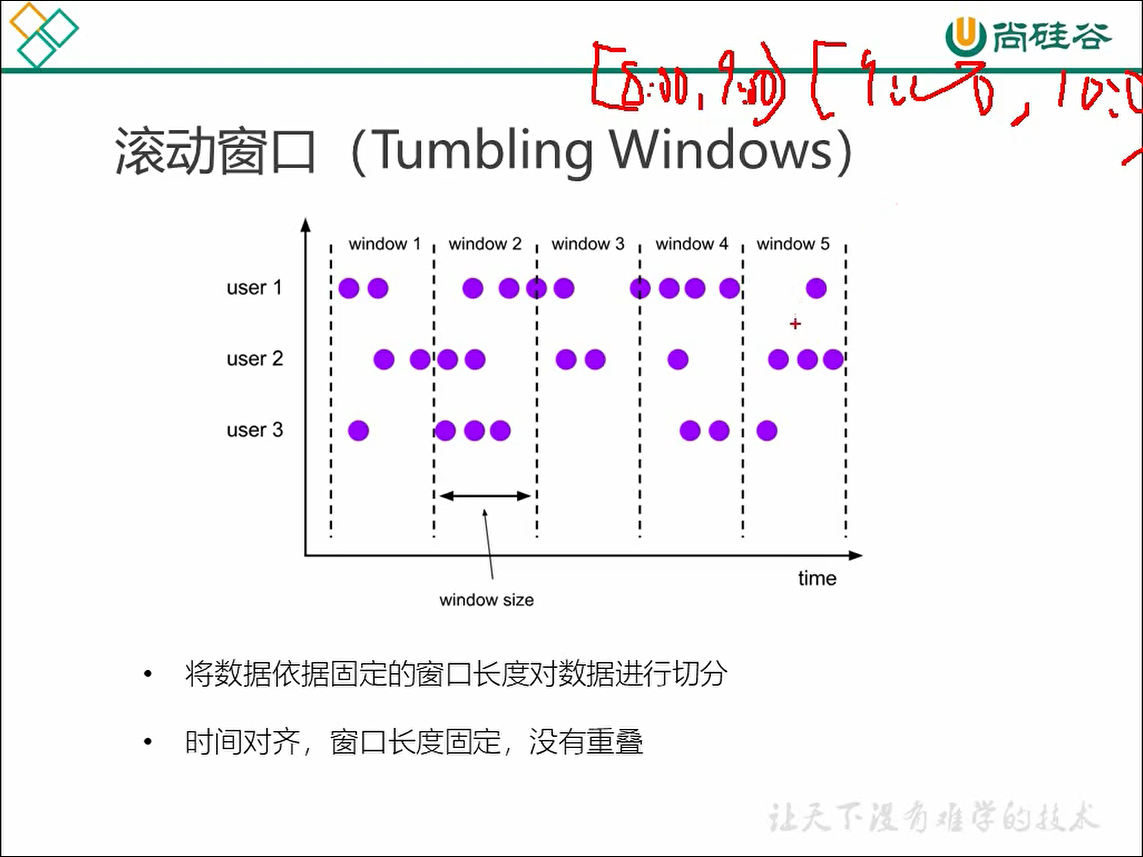 尚硅谷
[8:00, 9:00) [9:00, 10:0
滚动窗口（Tumbling Windows）
window 1 window 2 window 3 window 4 window 5
user 1
user 2
user 3
time
window size
• 将数据依据固定的窗口长度对数据进行切分
• 时间对齐，窗口长度固定，没有重叠
让天下没有难学的技术